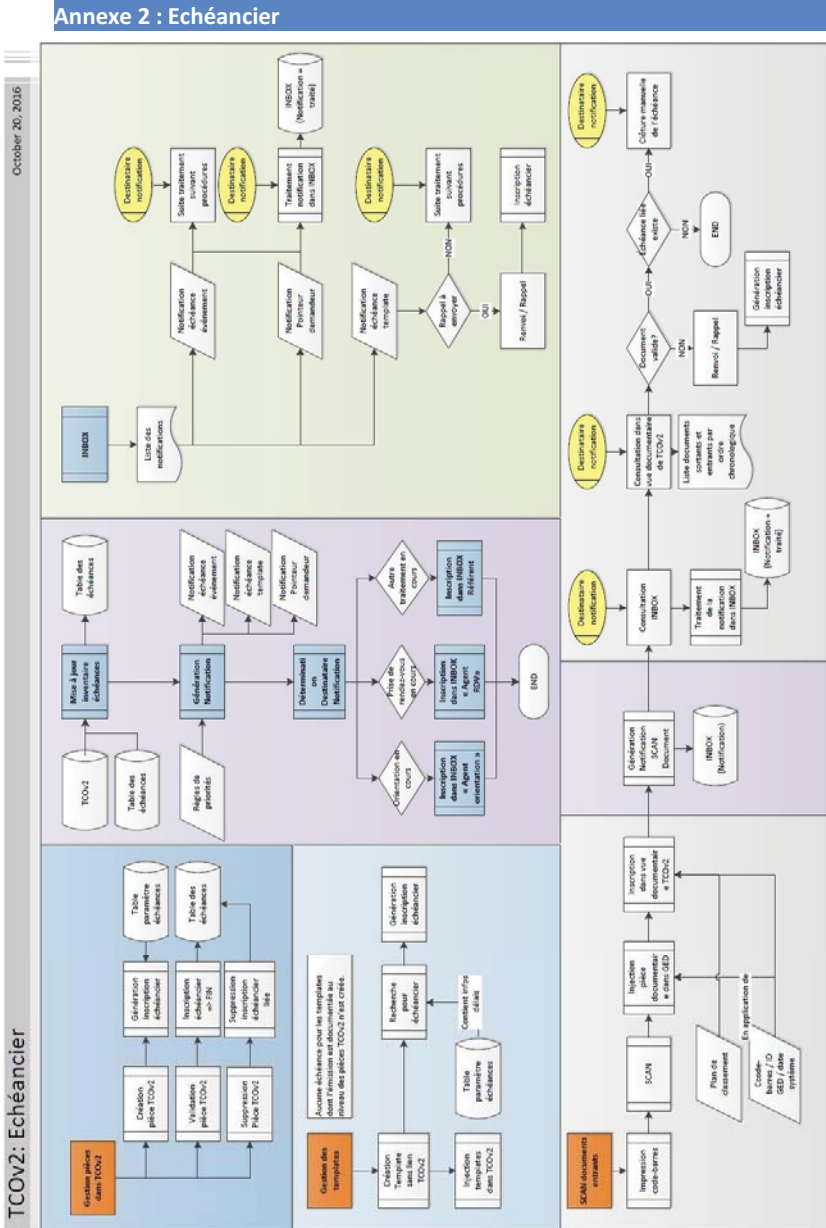 Annexe 2 : Echéancier
TCOv2: Echéancier
October 20, 2016
Gestion pièces
dans TCOv2
Création
pièce TCOv2
Génération
inscription
échéancier
Table
paramètre
échéances
Validation
pièce TCOv2
Inscription
échéancier
=> FIN
Table des
échéances
Suppression
Pièce TCOv2
Suppression
inscription
échéancier
liée
Gestion des
templates
Aucune échéance pour les templates
dont l'émission est documentée au
niveau des pièces TCOv2 n'est créée.
Création
Template
sans lien
TCOv2
Recherche
pour
échéancier
Génération
inscription
échéancier
Injection
templates
dans TCOv2
Table
paramètre
échéances
Contient infos
délais
TCOv2
Table des
échéances
Mise à jour
inventaire
échéances
Table des
échéances
Règles de
priorités
Génération
Notification
Notification
échéance
événement
Notification
échéance
template
Notification
Pointeur
demandeur
Déterminati
on
Destinataire
Notification
Orientation en
cours
Prise de
rendez-vous
en cours
Autre
traitement en
cours
Inscription
dans INBOX
« Agent
orientation »
Inscription
dans INBOX
« Agent
RDV»
Inscription
dans INBOX
Référent
END
INBOX
Liste des
notifications
Notification
échéance
événement
Suite traitement
suivant
procédures
Destinataire
notification
Notification
Pointeur
demandeur
Traitement
notification
dans INBOX
Destinataire
notification
INBOX
(Notification =
traité)
Notification
échéance
template
Rappel à
envoyer
NON
Suite traitement
suivant
procédures
Destinataire
notification
OUI
Renvoi / Rappel
Inscription
échéancier
SCAN documents
entrants
Impression
code-barres
SCAN
Injection
pièce
documentair
e dans GED
Inscription
dans vue
documentair
e TCOv2
Plan de
classement
Ccode-
barres / ID
GED / date
système
En application de
Génération
Notification
SCAN
Document
INBOX
(Notification)
Consultation
INBOX
Destinataire
notification
Traitement
de la
notification
dans INBOX
INBOX
(Notification =
traité)
Consultation dans
vue documentaire
de TCOv2
Destinataire
notification
Liste documents
sortants et
entrants par
ordre
chronologique
Document
valide?
NON
Renvoi / Rappel
Génération
inscription
échéancier
OUI
Echéance liée
existe
NON
END
OUI
Clôture manuelle
de l'échéance
Destinataire
notification